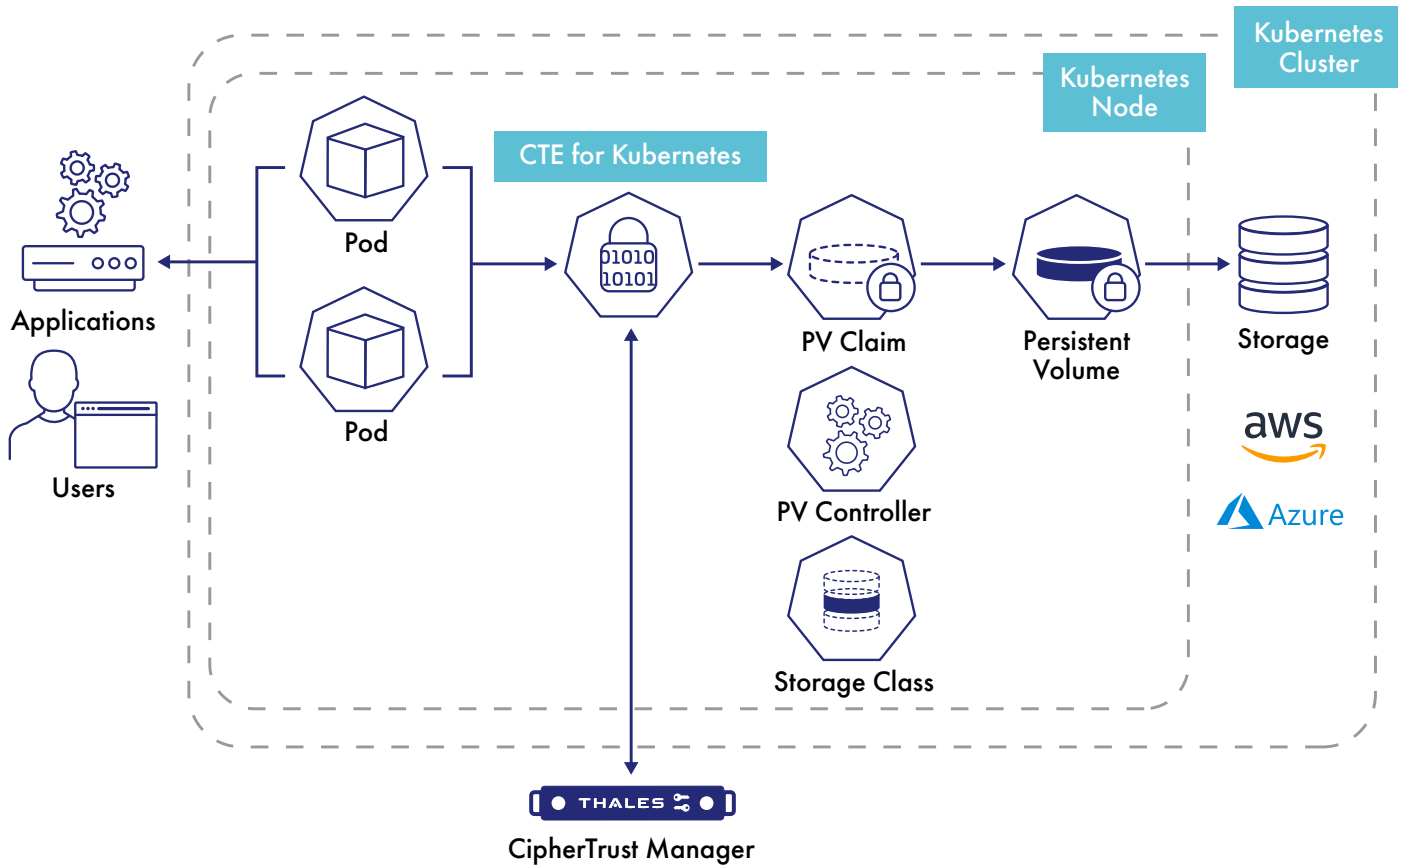 Kubernetes
Cluster
Kubernetes
Node
CTE for Kubernetes
Pod
01010
10101
Applications
PV Claim
Persistent
Volume
Storage
Pod
Users
aws
PV Controller
Azure
Storage Class
THALES
CipherTrust Manager